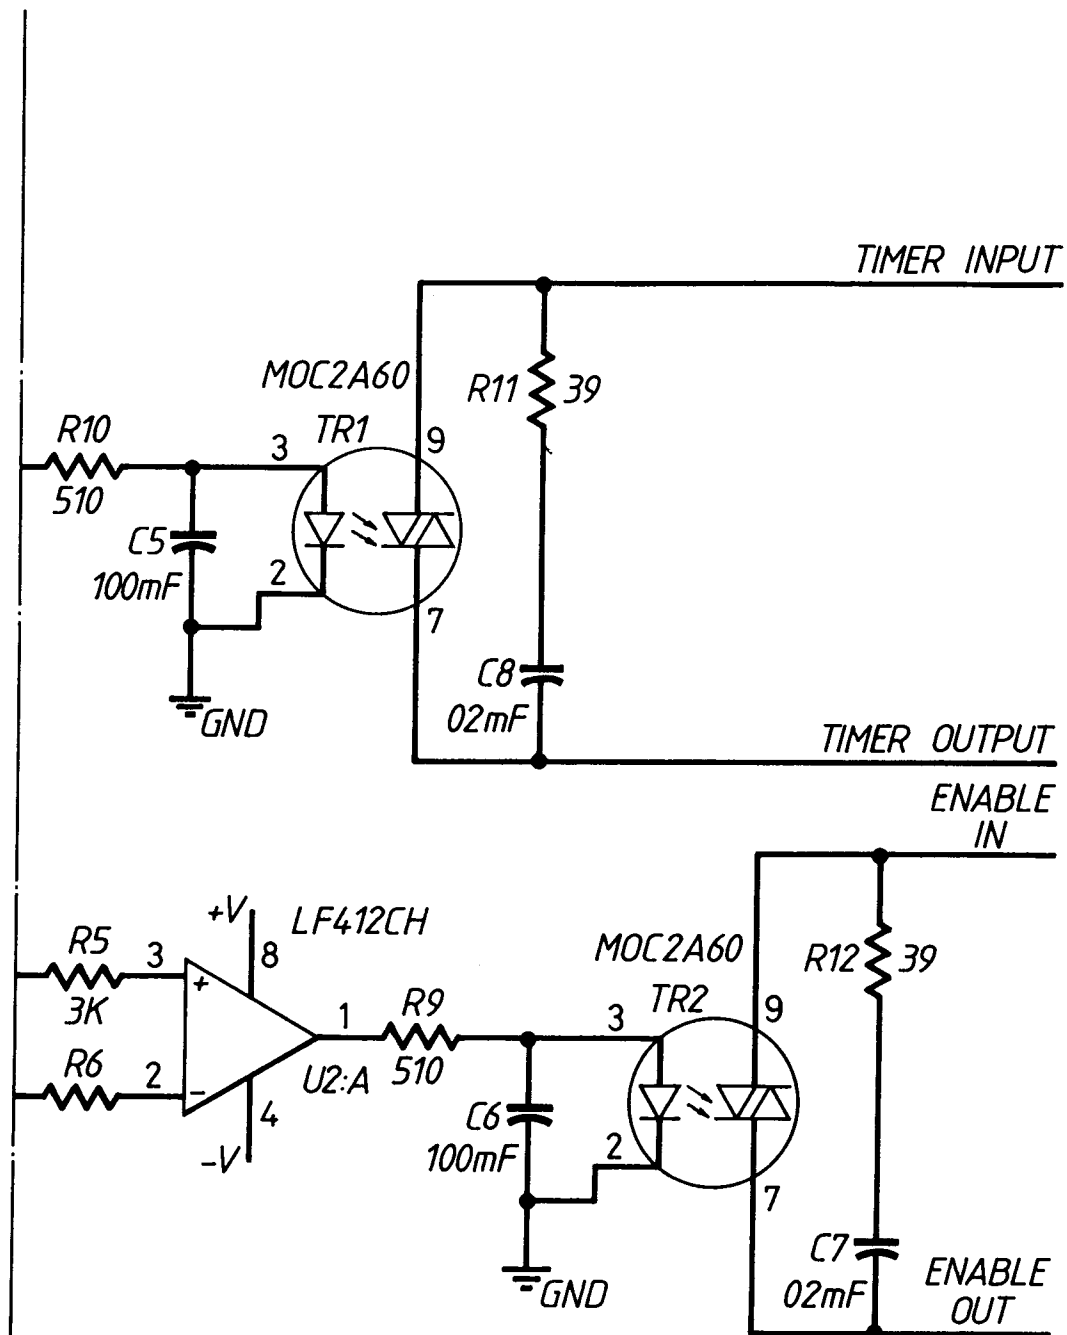 TIMER INPUT
MOC2A60
R11 39
R10
3
TR1
9
510
C5
100mF
2
7
C8
02mF
GND
TIMER OUTPUT
ENABLE
IN
+V
LF412CH
8
MOC2A60
R12 39
R5
3
+
3K
1
R9
3
TR2
9
R6
2
-
U2:A
510
4
-V
C6
100mF
2
7
C7
02mF
GND
ENABLE
OUT